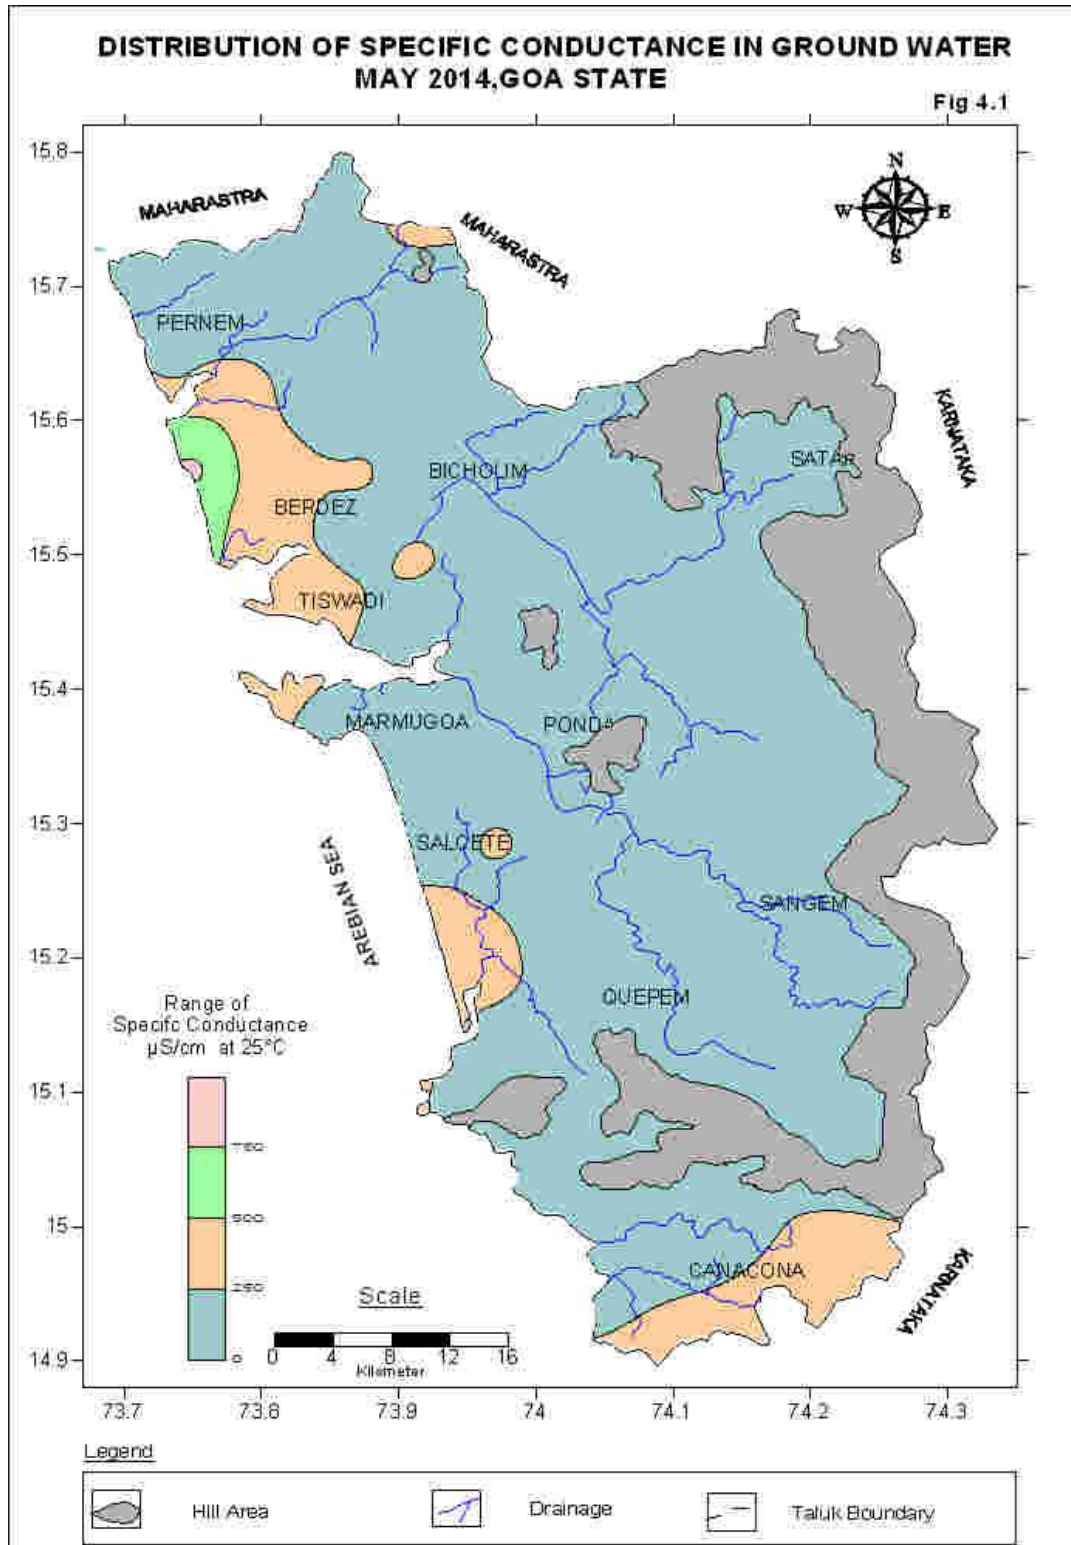 DISTRIBUTION OF SPECIFIC CONDUCTANCE IN GROUND WATER
MAY 2014,GOA STATE
Fig 4.1
15.8
15.7
15.6
15.5
15.4
15.3
15.2
15.1
15
14.9
N
W E
S
MAHARASTRA
MAHARASTRA
PERNEM
KARNATAKA
BICHOLIM
SATAR
BERDEZ
TISWADI
MARMUGOA
PONDA
SALCETE
AREBIAN SEA
SANGEM
QUEPEM
CANACONA
KARNATAKA
Range of
Specifc Conductance
µS/cm at 25°C
750
500
250
0
Scale
0 4 8 12 16
Kilometer
73.7 73.8 73.9 74 74.1 74.2 74.3
Legend
Hill Area
Drainage
Taluk Boundary